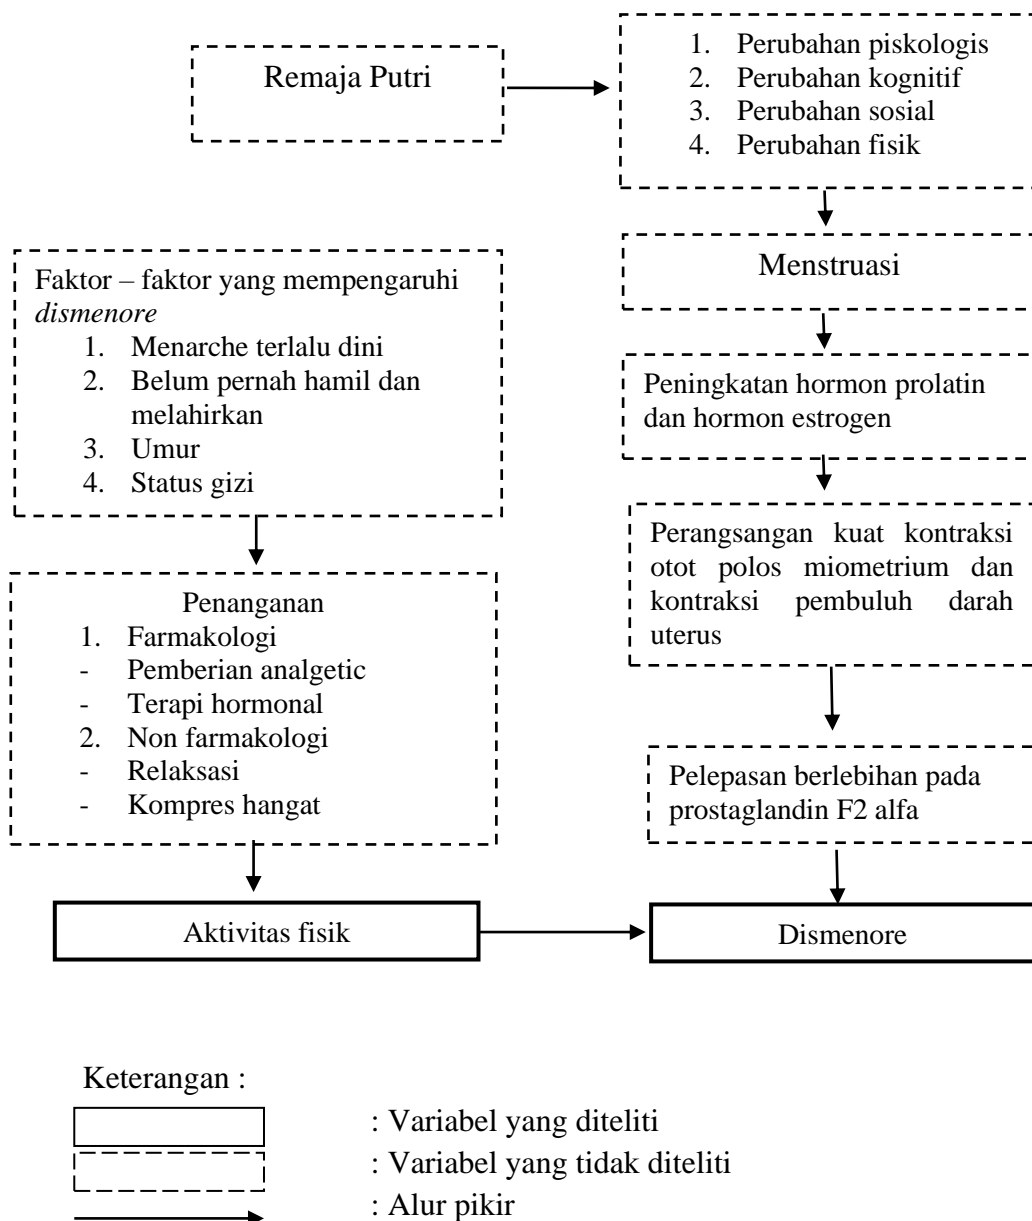 Remaja Putri
1. Perubahan piskologis
2. Perubahan kognitif
3. Perubahan sosial
4. Perubahan fisik
Menstruasi
Faktor – faktor yang mempengaruhi
dismenore
1. Menarche terlalu dini
2. Belum pernah hamil dan
melahirkan
3. Umur
4. Status gizi
Peningkatan hormon prolatin
dan hormon estrogen
Perangsangan kuat kontraksi
otot polos miometrium dan
kontraksi pembuluh darah
uterus
Penanganan
1. Farmakologi
- Pemberian analgetic
- Terapi hormonal
2. Non farmakologi
- Relaksasi
- Kompres hangat
Pelepasan berlebihan pada
prostaglandin F2 alfa
Aktivitas fisik
Dismenore
Keterangan :
: Variabel yang diteliti
: Variabel yang tidak diteliti
: Alur pikir